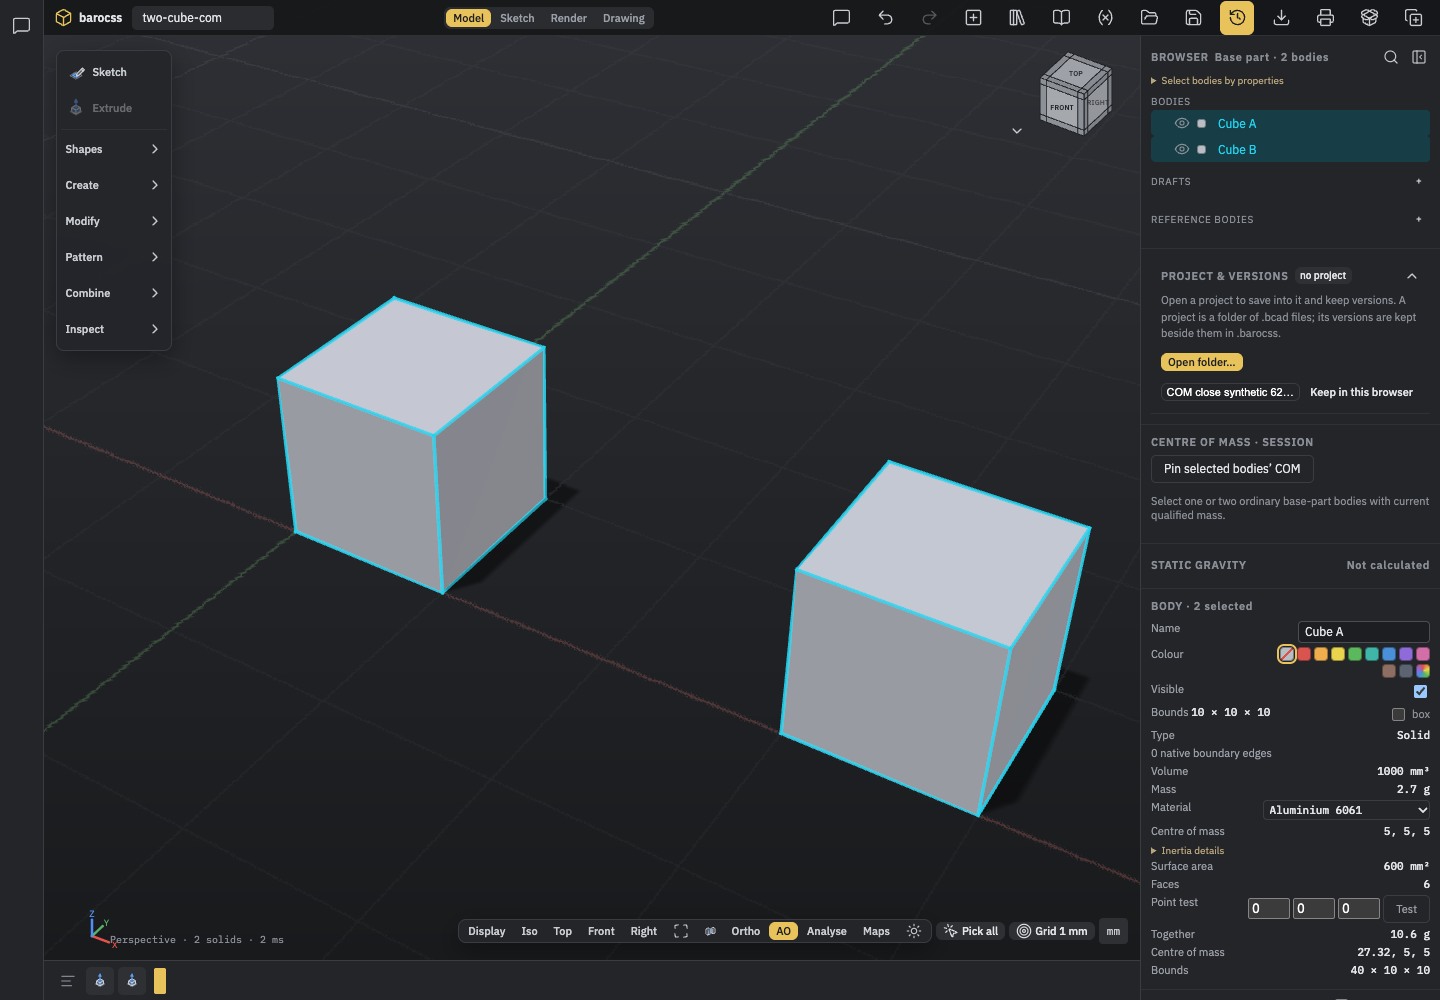 barocss
two-cube-com
Model Sketch Render Drawing
Sketch
Extrude
Shapes
Create
Modify
Pattern
Combine
Inspect
TOP
FRONT
RIGHT
BROWSER Base part · 2 bodies
Select bodies by properties
BODIES
Cube A
Cube B
DRAFTS +
REFERENCE BODIES +
PROJECT & VERSIONS no project
Open a project to save into it and keep versions. A
project is a folder of .bcad files; its versions are kept
beside them in .barocss.
Open folder...
COM close synthetic 62... Keep in this browser
CENTRE OF MASS · SESSION
Pin selected bodies’ COM
Select one or two ordinary base-part bodies with current
qualified mass.
STATIC GRAVITY Not calculated
BODY · 2 selected
Name Cube A
Colour
Visible
Bounds 10 × 10 × 10 box
Type Solid
0 native boundary edges
Volume 1000 mm³
Mass 2.7 g
Material Aluminium 6061
Centre of mass 5, 5, 5
Inertia details
Surface area 600 mm²
Faces 6
Point test 0 0 0 Test
Together 10.6 g
Centre of mass 27.32, 5, 5
Bounds 40 × 10 × 10
Z
Y
X
Perspective · 2 solids · 2 ms
Display Iso Top Front Right Ortho AO Analyse Maps Pick all Grid 1 mm mm